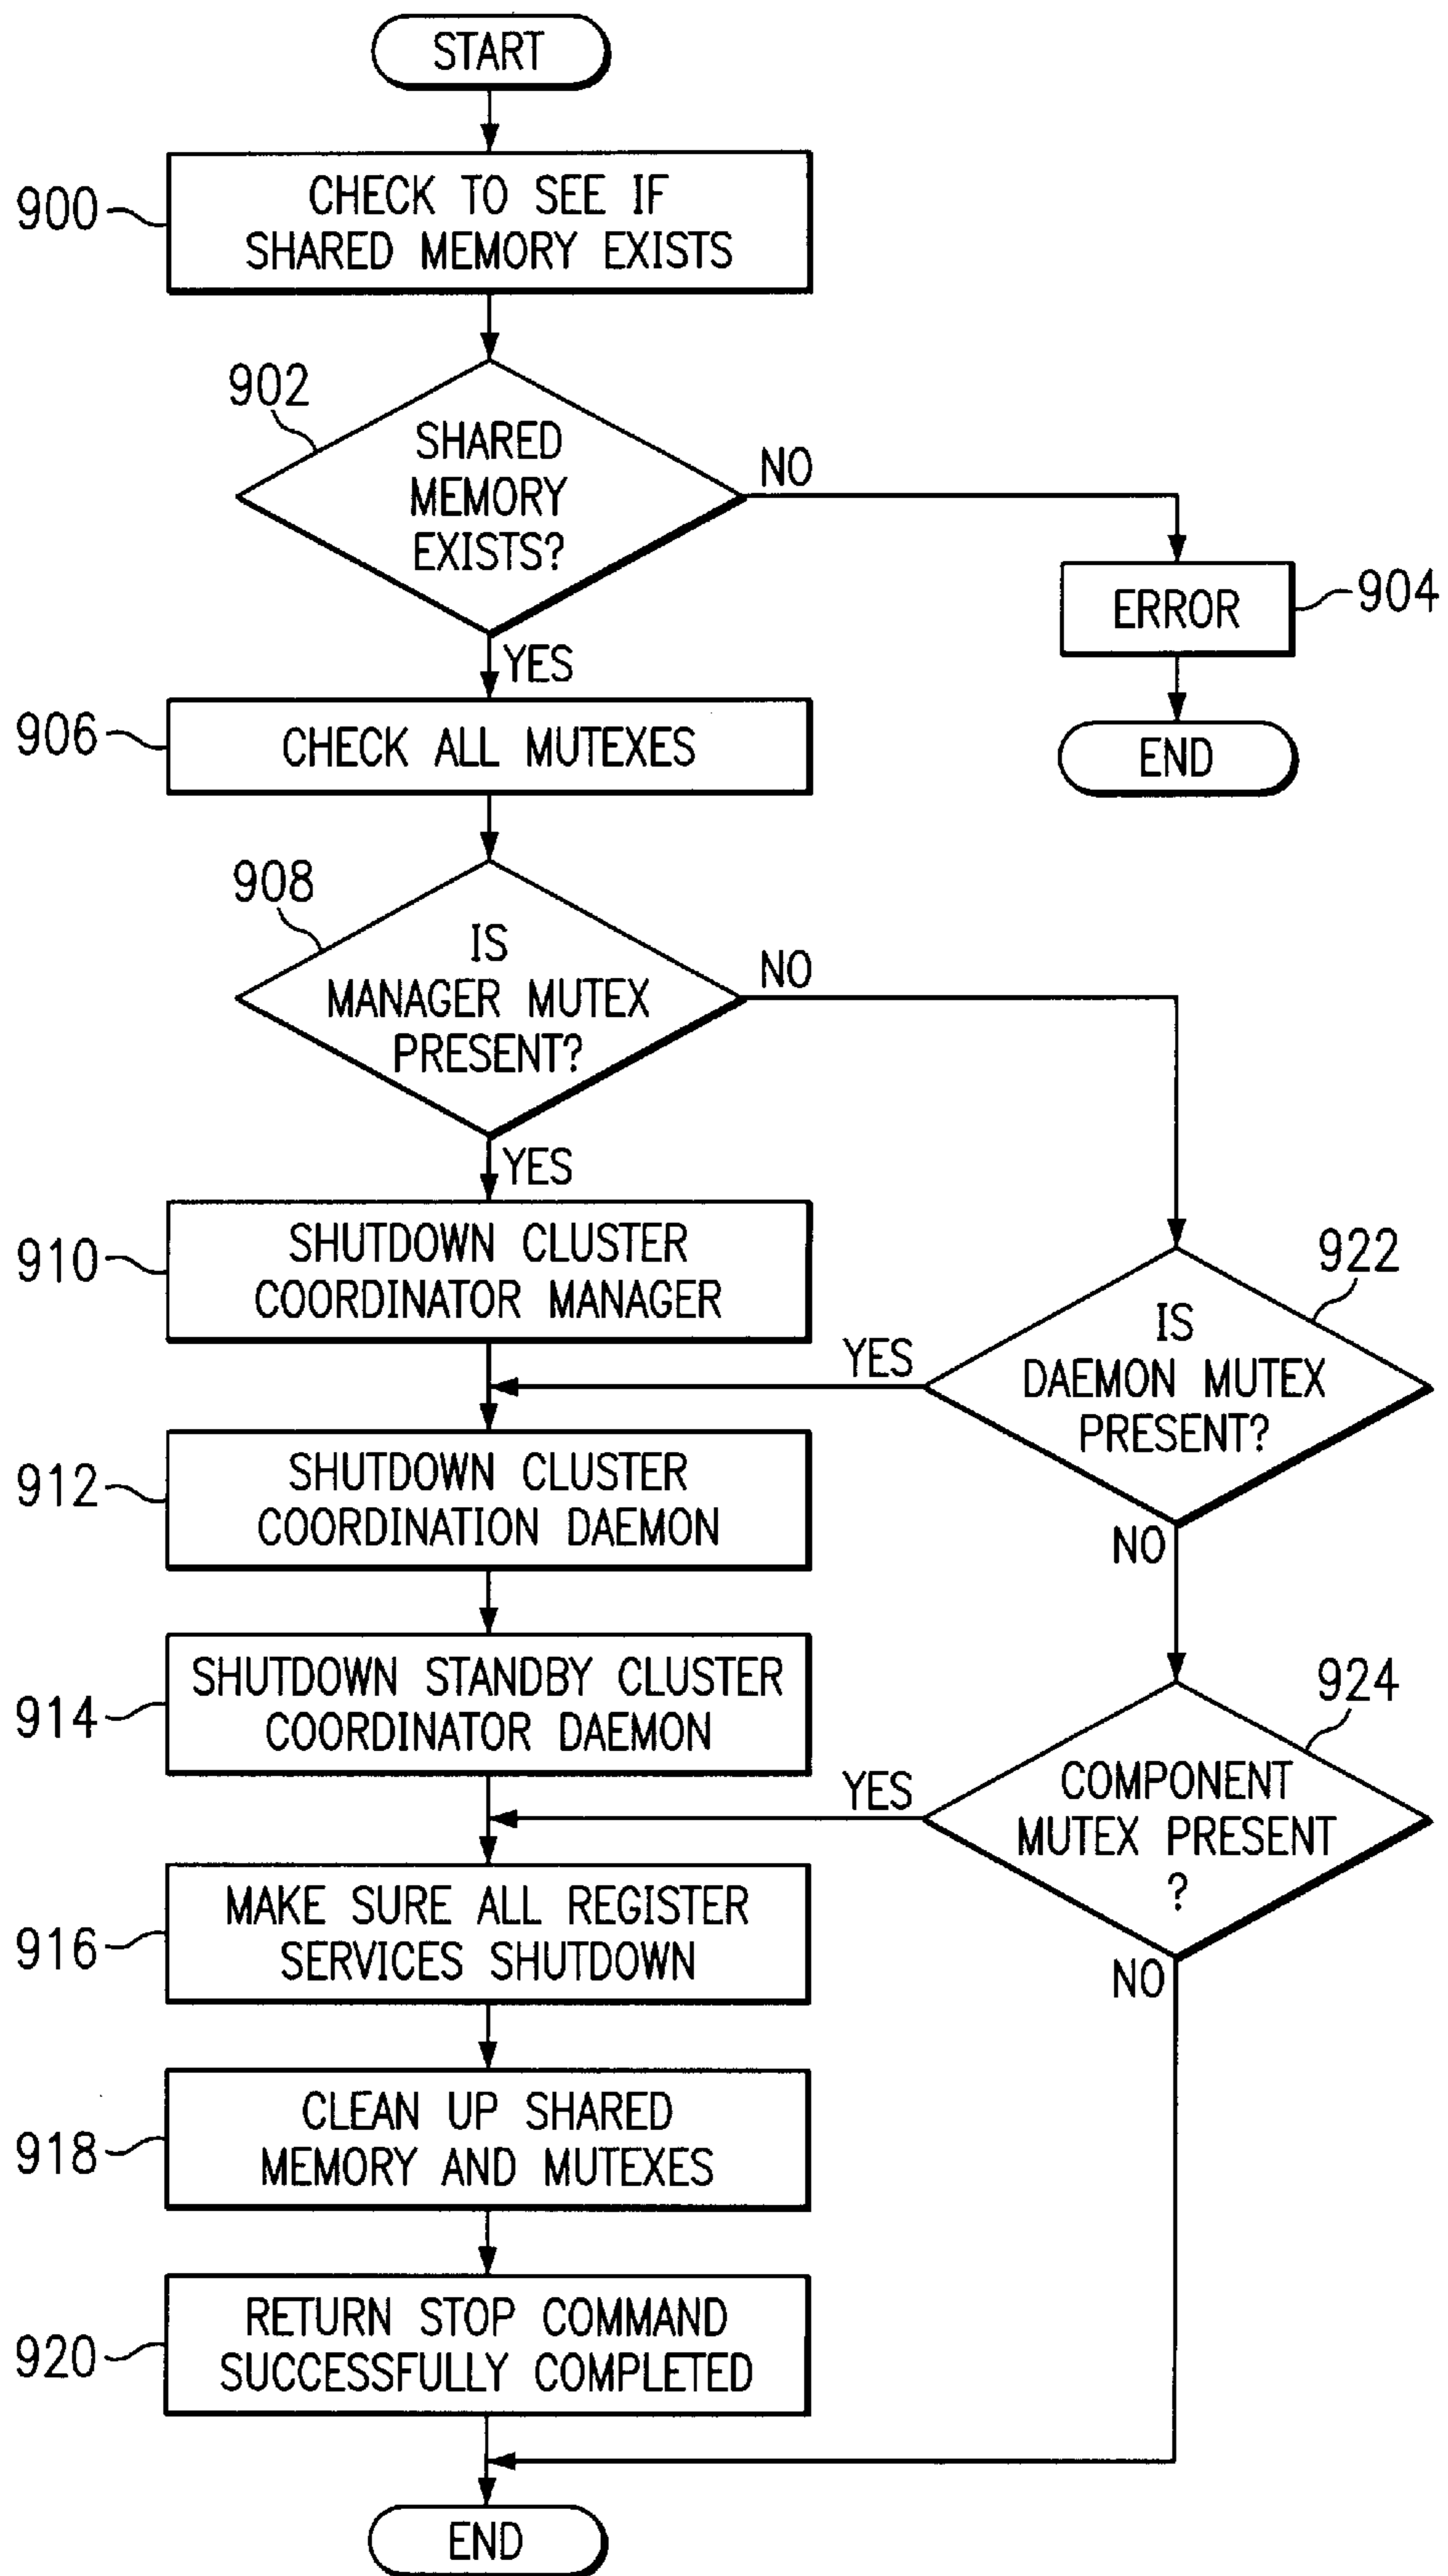 START
900
CHECK TO SEE IF
SHARED MEMORY EXISTS
902
SHARED
MEMORY
EXISTS?
NO
YES
ERROR
904
END
906
CHECK ALL MUTEXES
908
IS
MANAGER MUTEX
PRESENT?
NO
YES
910
SHUTDOWN CLUSTER
COORDINATOR MANAGER
922
IS
DAEMON MUTEX
PRESENT?
YES
NO
912
SHUTDOWN CLUSTER
COORDINATION DAEMON
914
SHUTDOWN STANDBY CLUSTER
COORDINATOR DAEMON
924
COMPONENT
MUTEX PRESENT
?
YES
NO
916
MAKE SURE ALL REGISTER
SERVICES SHUTDOWN
918
CLEAN UP SHARED
MEMORY AND MUTEXES
920
RETURN STOP COMMAND
SUCCESSFULLY COMPLETED
END